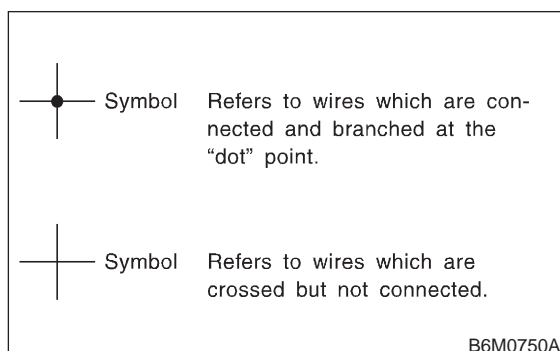 Symbol Refers to wires which are con-
nected and branched at the
“dot” point.
Symbol Refers to wires which are
crossed but not connected.
B6M0750A